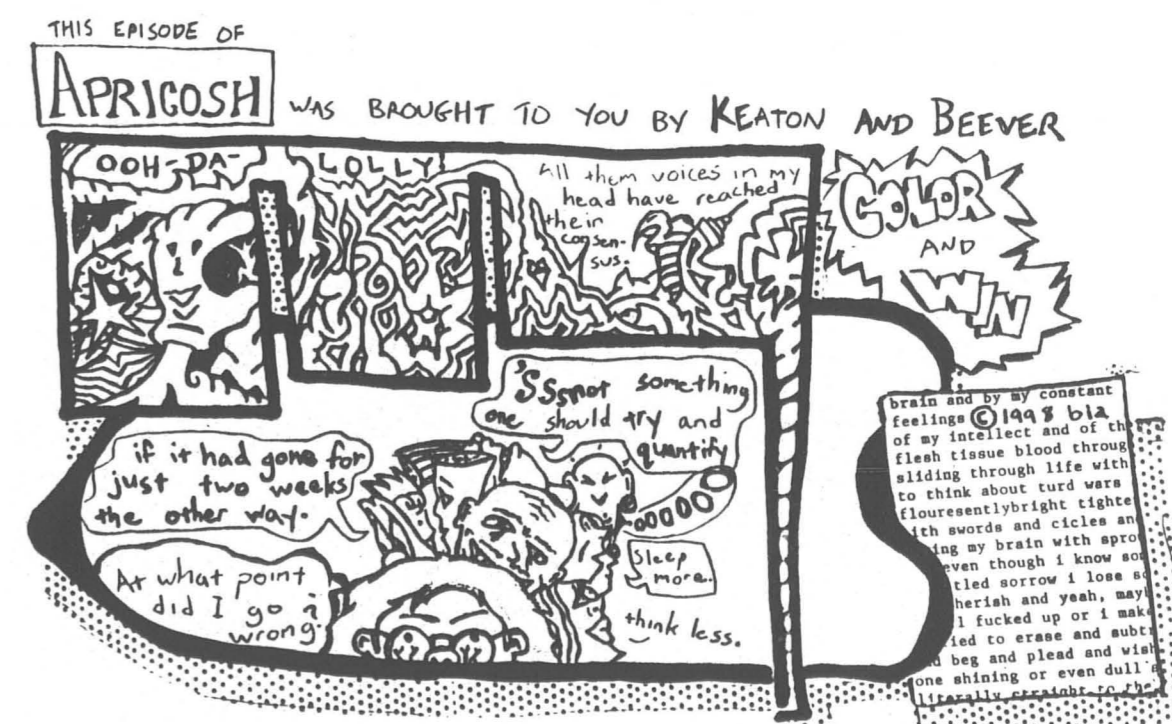 THIS EPISODE OF
APRICOSH WAS BROUGHT TO YOU BY KEATON AND BEEVER
OOH-DA-
LOLLY
All them voices in my
head have reached
their
consen-
sus.
COLOR
AND
WIN
'SSsnot something
one should try and
quantify
if it had gone for
just two weeks
the other way.
At what point
did I go
wrong?
Sleep
more.
think less.
brain and by my constant
feelings © 1998 bla
of my intellect and of th
flesh tissue blood throug
sliding through life with
to think about turd wars
flouresentlybright tighte
ith swords and cicles an
ing my brain with spro
even though i know so
tled sorrow i lose s
herish and yeah, may
l fucked up or i make
ied to erase and subt
d beg and plead and wish
one shining or even dull
literally straight to the